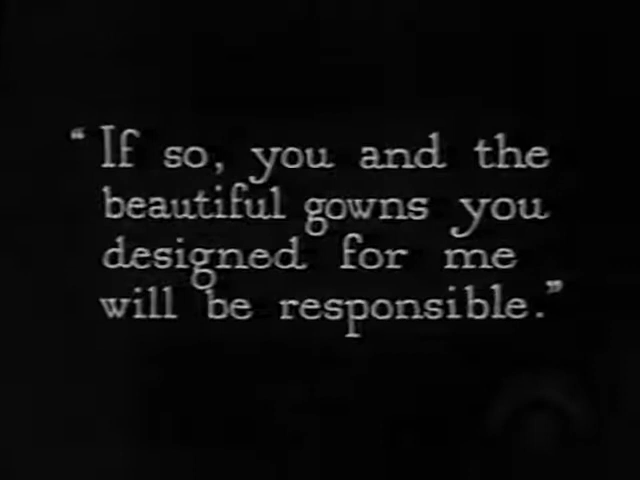 “If so, you and the
beautiful gowns you
designed for me
will be responsible.”